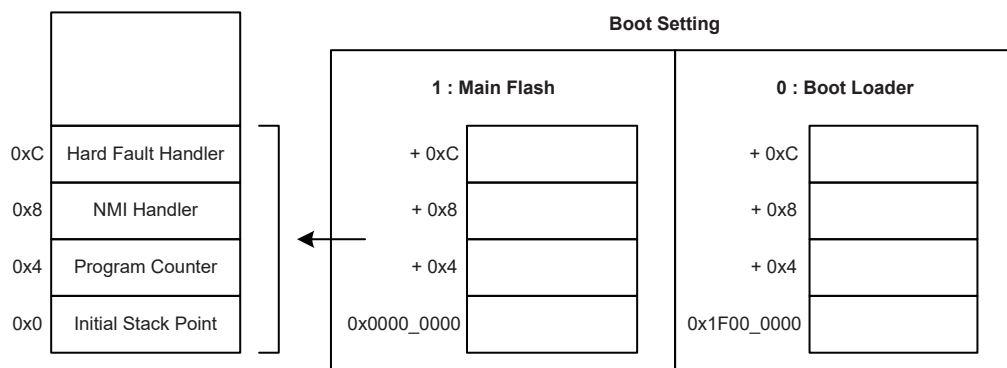 Boot Setting
1 : Main Flash
0 : Boot Loader
0xC Hard Fault Handler + 0xC + 0xC
0x8 NMI Handler + 0x8 + 0x8
0x4 Program Counter + 0x4 + 0x4
0x0 Initial Stack Point 0x0000_0000 0x1F00_0000